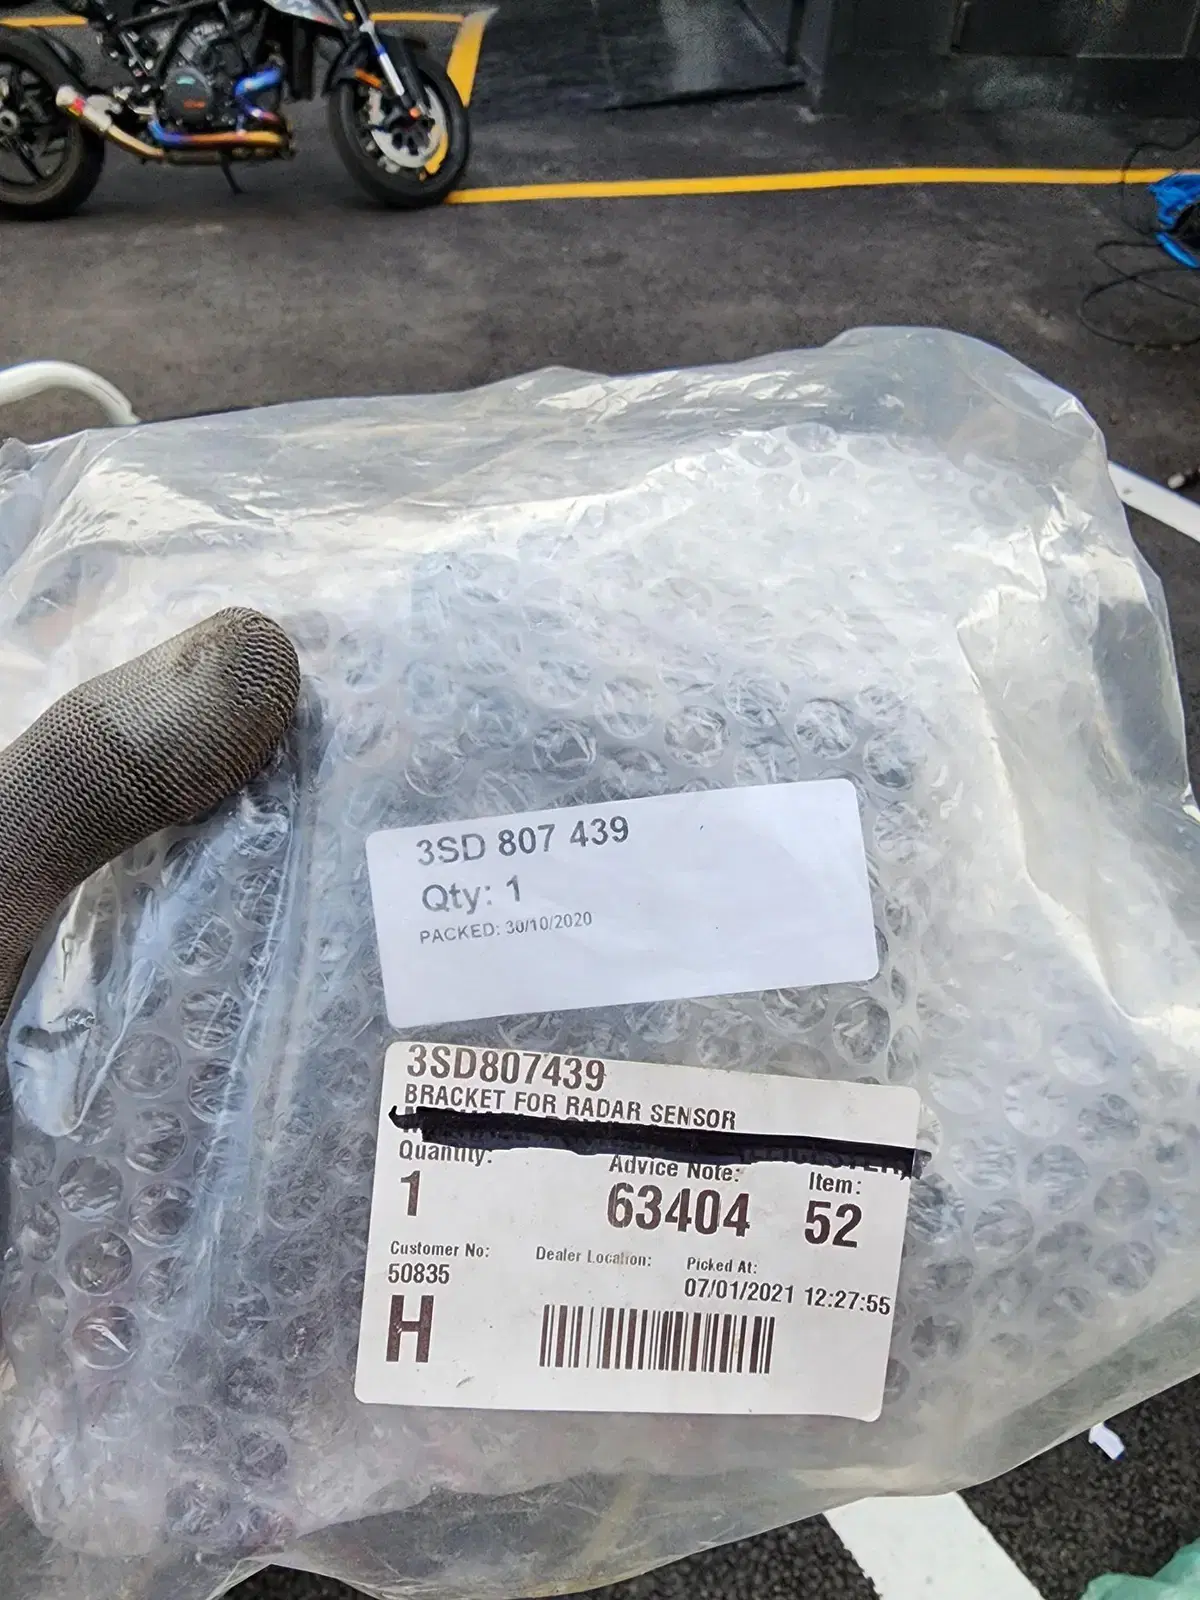 3SD 807 439
Qty: 1
PACKED: 30/10/2020
3SD807439
BRACKET FOR RADAR SENSOR
Quantity: Advice Note: Item:
1 63404 52
Customer No: Dealer Location: Picked At:
50835 07/01/2021 12:27:55
H